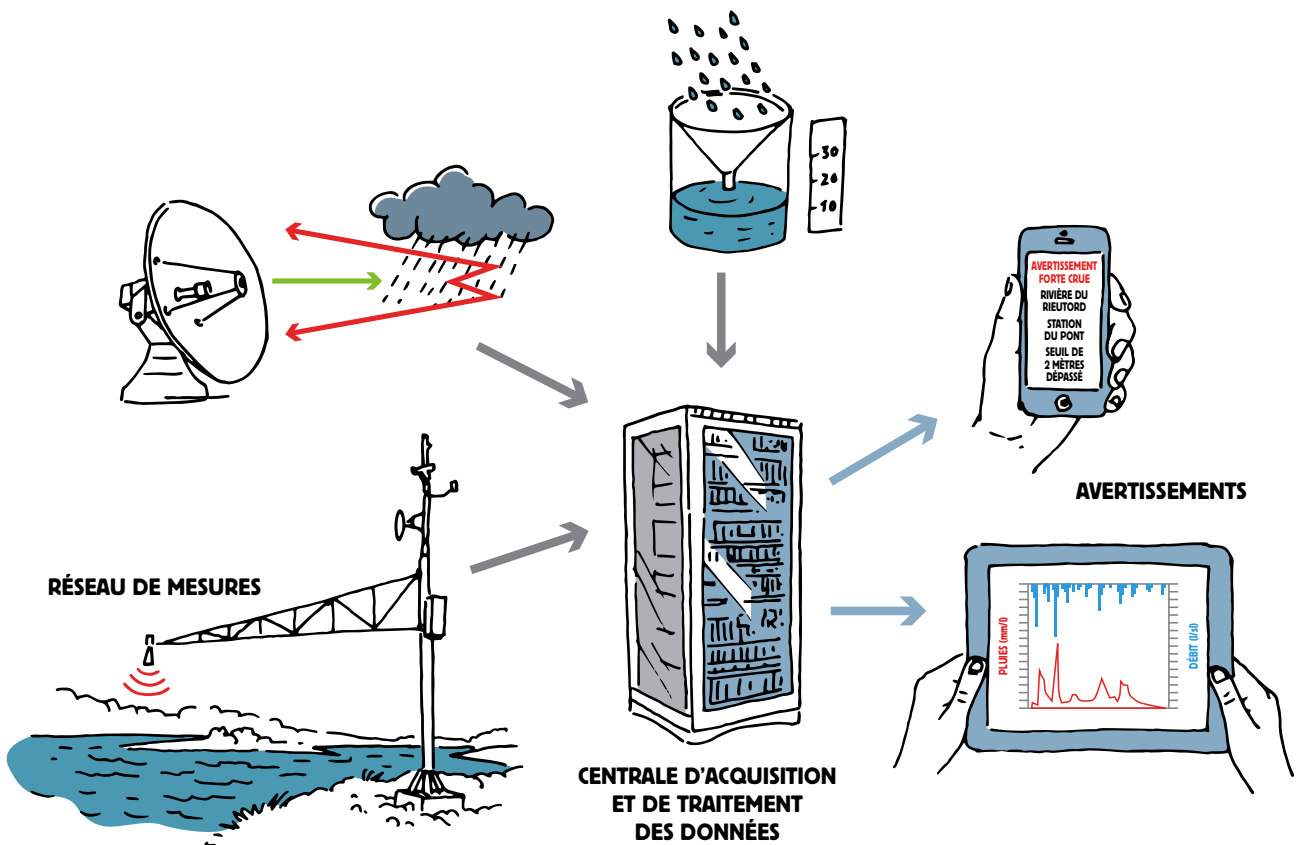 30
20
10
AVERTISSEMENT
FORTE CRUE
RIVIÈRE DU
RIEUTORD
STATION
DU PONT
SEUIL DE
2 MÈTRES
DÉPASSÉ
AVERTISSEMENTS
RÉSEAU DE MESURES
PLUIES (mm/l)
DÉBIT (l/s)
CENTRALE D'ACQUISITION
ET DE TRAITEMENT
DES DONNÉES